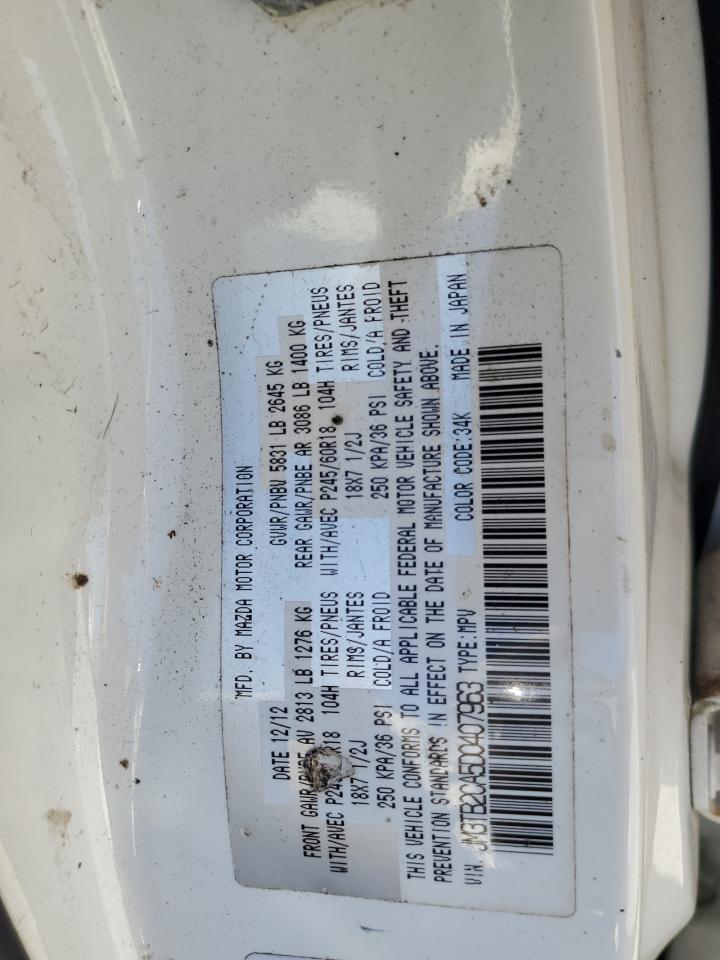 MFD. BY MAZDA MOTOR CORPORATION
DATE 12/12 GVWR/PNBV 5831 LB 2645 KG
FRONT GAWR/PNBE AV 2813 LB 1276 KG REAR GAWR/PNBE AR 3086 LB 1400 KG
WITH/AVEC 104H TIRES/PNEUS WITH/AVEC P245/60R18 104H TIRES/PNEUS
18X7 1/2J RIMS/JANTES 18X7 1/2J RIMS/JANTES
250 KPA/36 PSI COLD/A FROID 250 KPA/36 PSI COLD/A FROID
THIS VEHICLE CONFORMS TO ALL APPLICABLE FEDERAL MOTOR VEHICLE SAFETY AND THEFT
PREVENTION STANDARDS IN EFFECT ON THE DATE OF MANUFACTURE SHOWN ABOVE.
VIN: JM3TB2CA5D0407963 TYPE:MPV COLOR CODE:34K MADE IN JAPAN